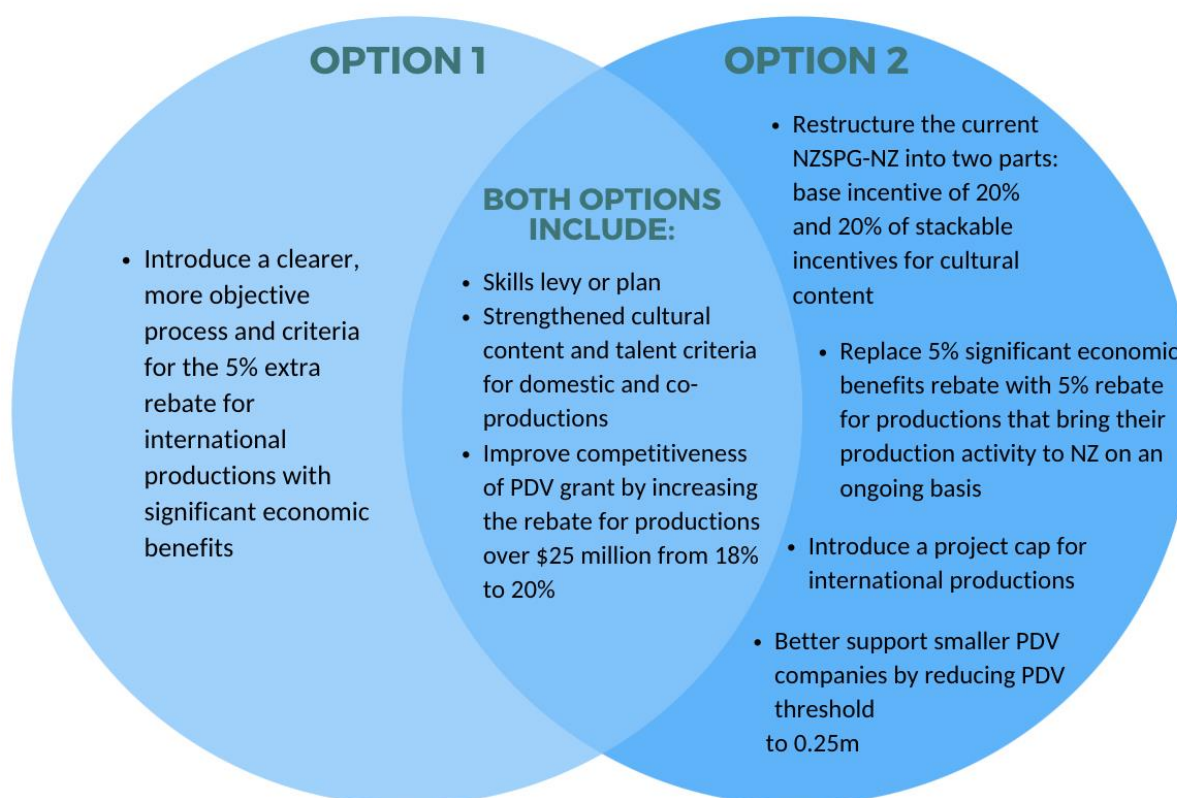 OPTION 1
• Introduce a clearer,
more objective
process and criteria
for the 5% extra
rebate for
international
productions with
significant economic
benefits
BOTH OPTIONS
INCLUDE:
• Skills levy or plan
• Strengthened cultural
content and talent criteria
for domestic and co-
productions
• Improve competitiveness
of PDV grant by increasing
the rebate for productions
over $25 million from 18%
to 20%
OPTION 2
• Restructure the current
NZSPG-NZ into two parts:
base incentive of 20%
and 20% of stackable
incentives for cultural
content
• Replace 5% significant economic
benefits rebate with 5% rebate
for productions that bring their
production activity to NZ on an
ongoing basis
• Introduce a project cap for
international productions
• Better support smaller PDV
companies by reducing PDV
threshold
to 0.25m